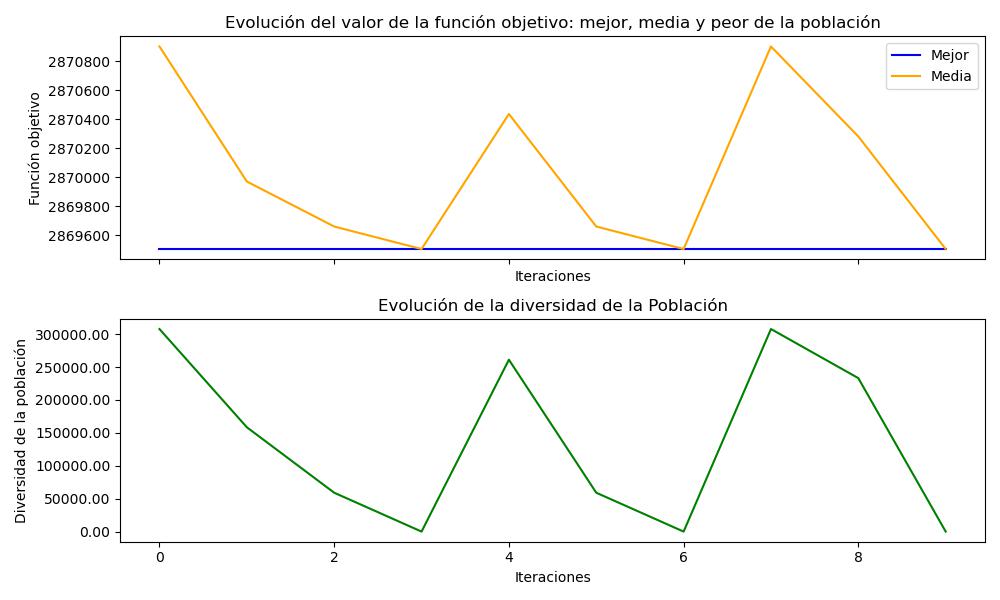 Evolución del valor de la función objetivo: mejor, media y peor de la población
2870800
2870600
2870400
2870200
2870000
2869800
2869600
Función objetivo
Mejor
Media
Iteraciones
Evolución de la diversidad de la Población
300000.00
250000.00
200000.00
150000.00
100000.00
50000.00
0.00
Diversidad de la población
0 2 4 6 8
Iteraciones